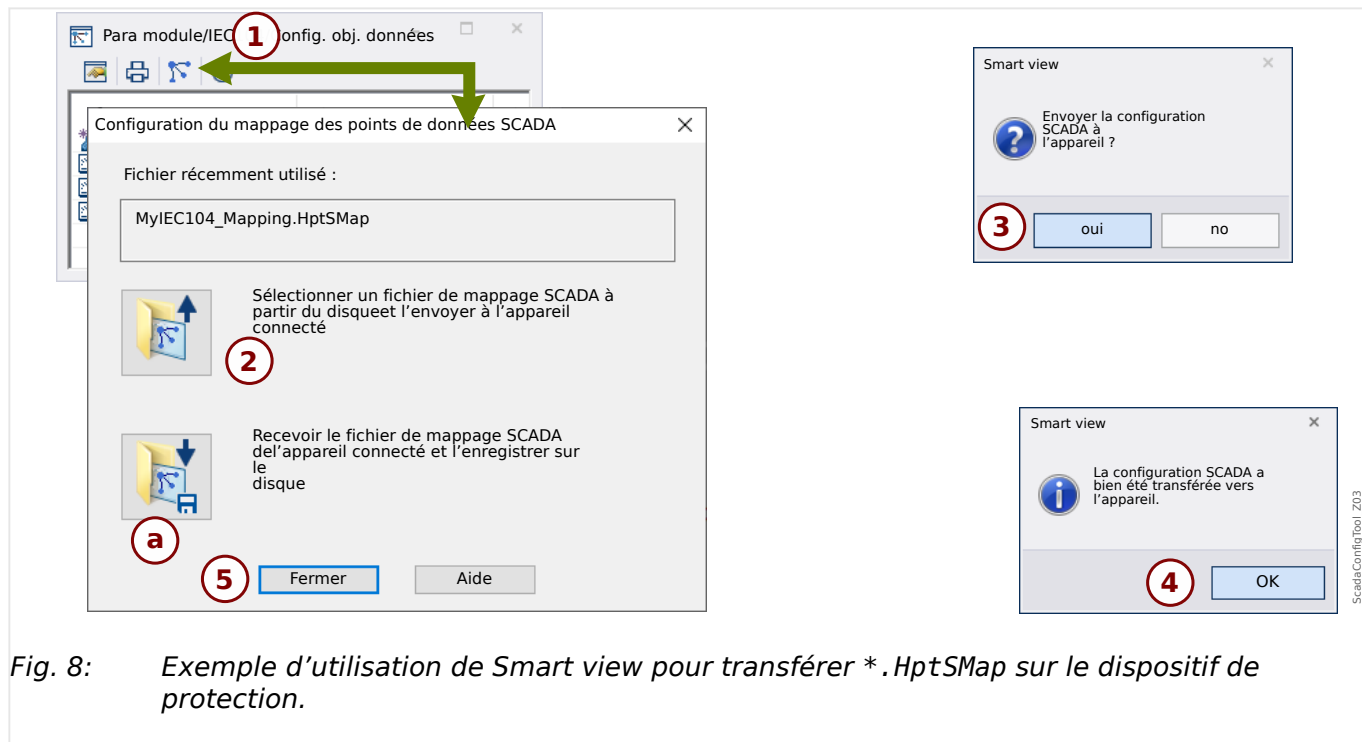 Para module/IEC
1
onfig. obj. données
Configuration du mappage des points de données SCADA
Fichier récemment utilisé :
MyIEC104_Mapping.HptSMap
Sélectionner un fichier de mappage SCADA à
partir du disqueet l’envoyer à l’appareil
connecté
2
Recevoir le fichier de mappage SCADA
del’appareil connecté et l’enregistrer sur
le
disque
a
5
Fermer
Aide
Smart view
Envoyer la configuration
SCADA à
l’appareil ?
3
oui
no
Smart view
La configuration SCADA a
bien été transférée vers
l’appareil.
4
OK
ScadaConfigTool_Z03
Fig. 8: Exemple d’utilisation de Smart view pour transférer *.HptSMap sur le dispositif de
protection.